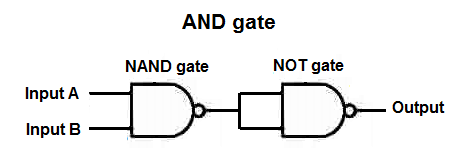 AND gate
NAND gate
NOT gate
Input A
Output
Input B